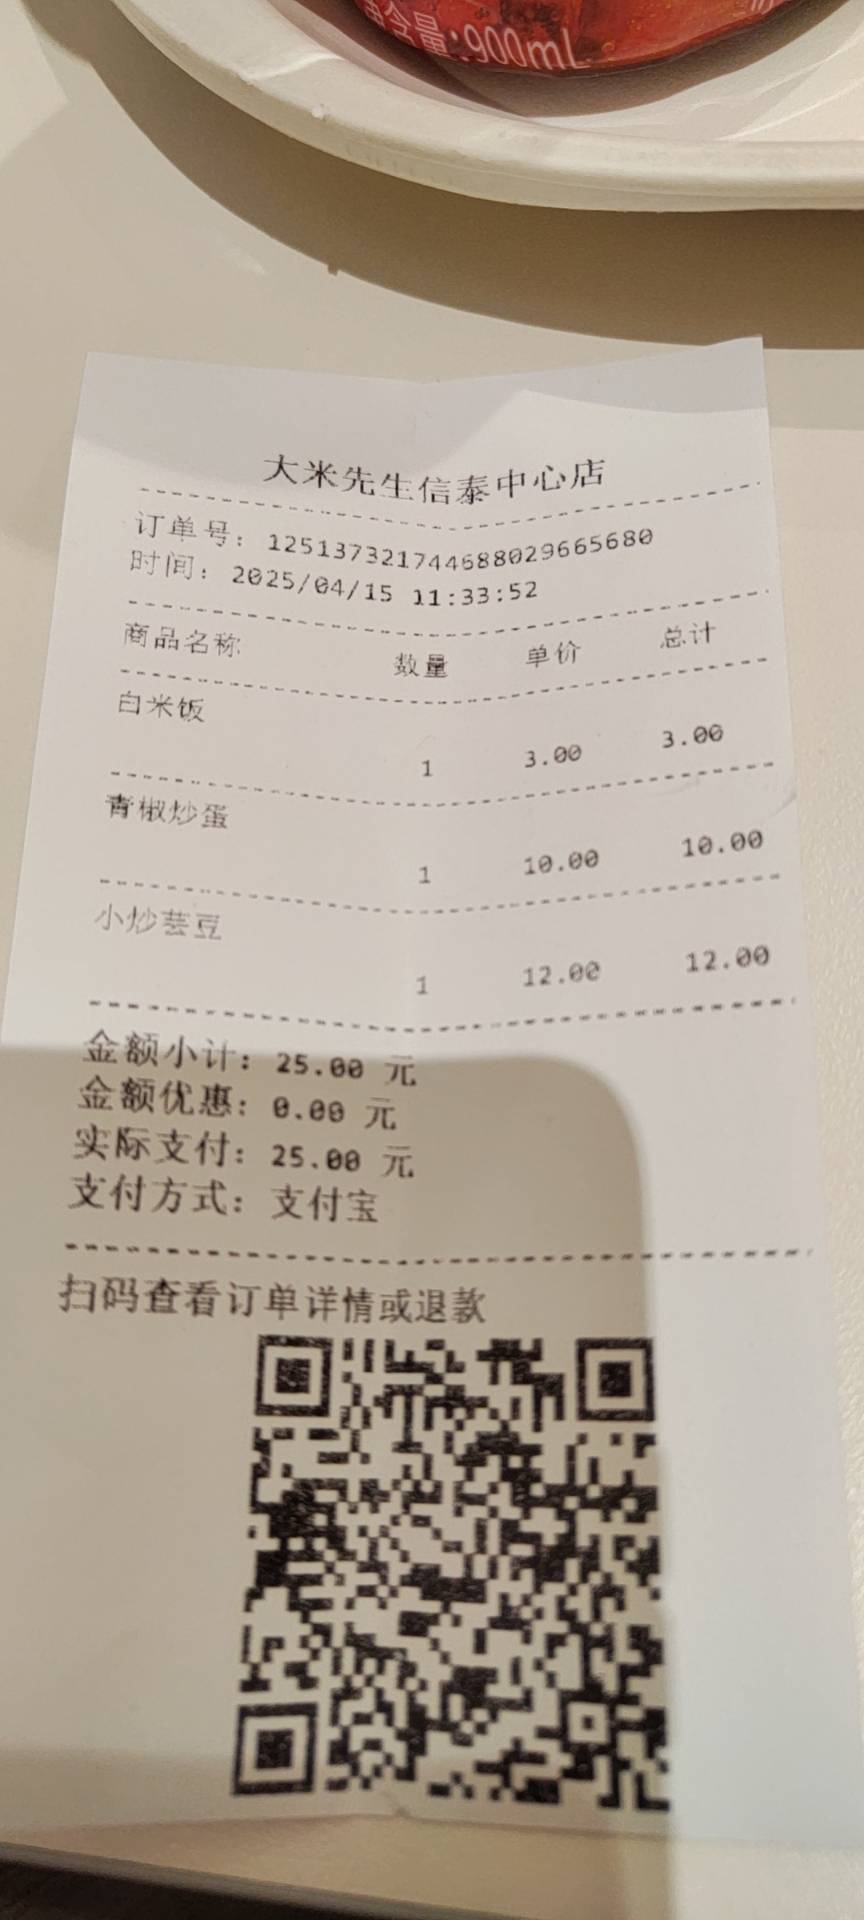 含量:900mL
大米先生信泰中心店
订单号: 1251373217446880296​65680
时间: 2025/04/15 11:33:52
商品名称 数量 单价 总计
白米饭
1 3.00 3.00
青椒炒蛋
1 10.00 10.00
小炒芸豆
1 12.00 12.00
金额小计: 25.00 元
金额优惠: 0.00 元
实际支付: 25.00 元
支付方式: 支付宝
扫码查看订单详情或退款